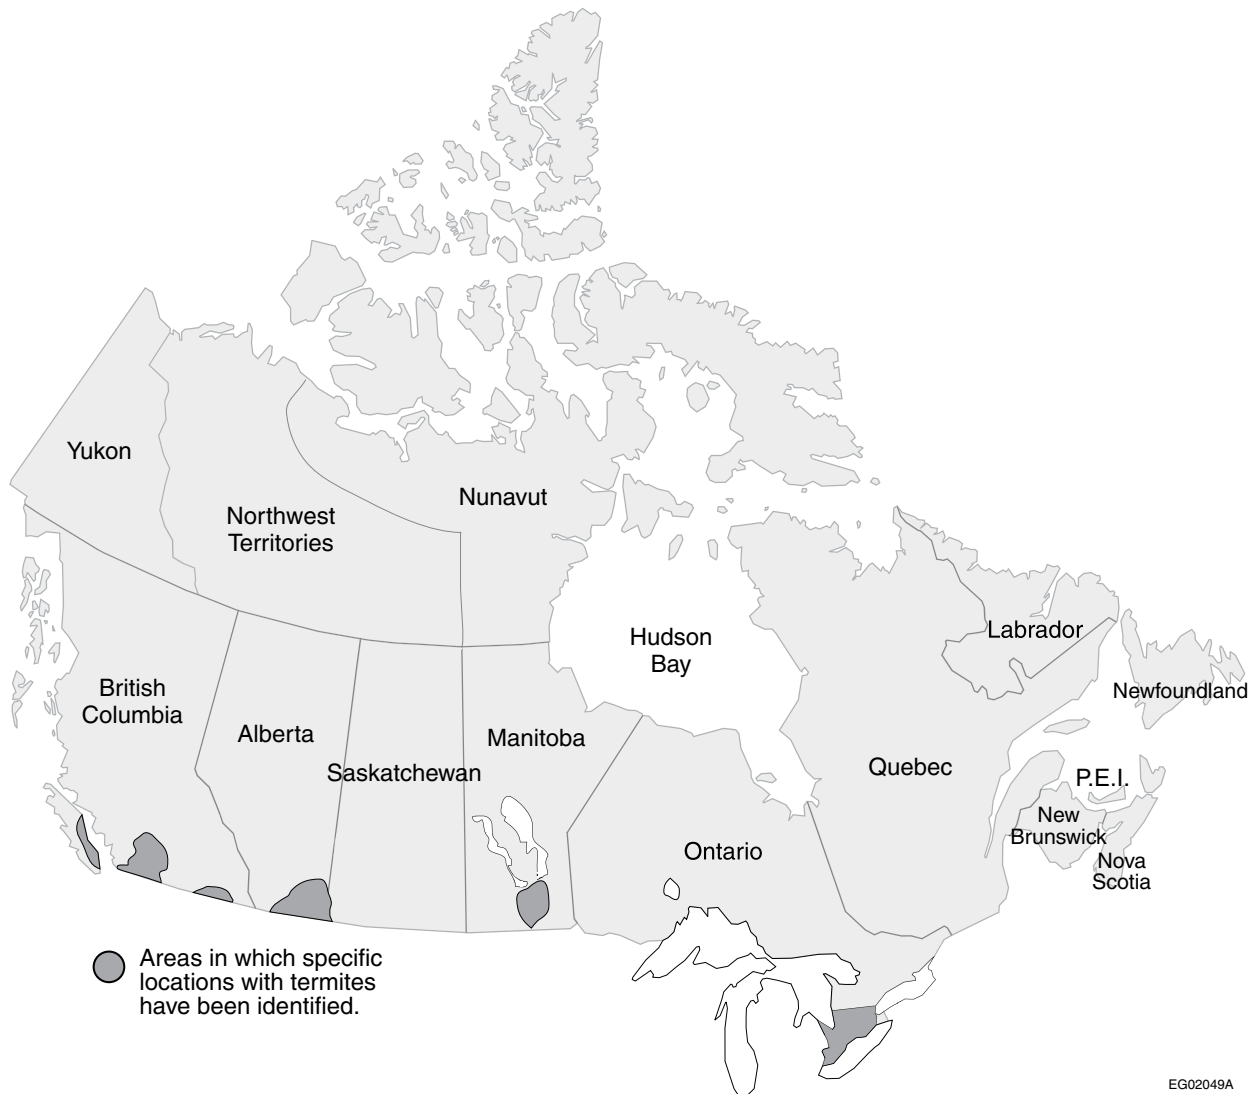 Yukon
Northwest
Territories
Nunavut
Hudson
Bay
Labrador
Newfoundland
British
Columbia
Alberta
Saskatchewan
Manitoba
Ontario
Quebec
P.E.I.
New
Brunswick
Nova
Scotia
Areas in which specific
locations with termites
have been identified.
EG02049A